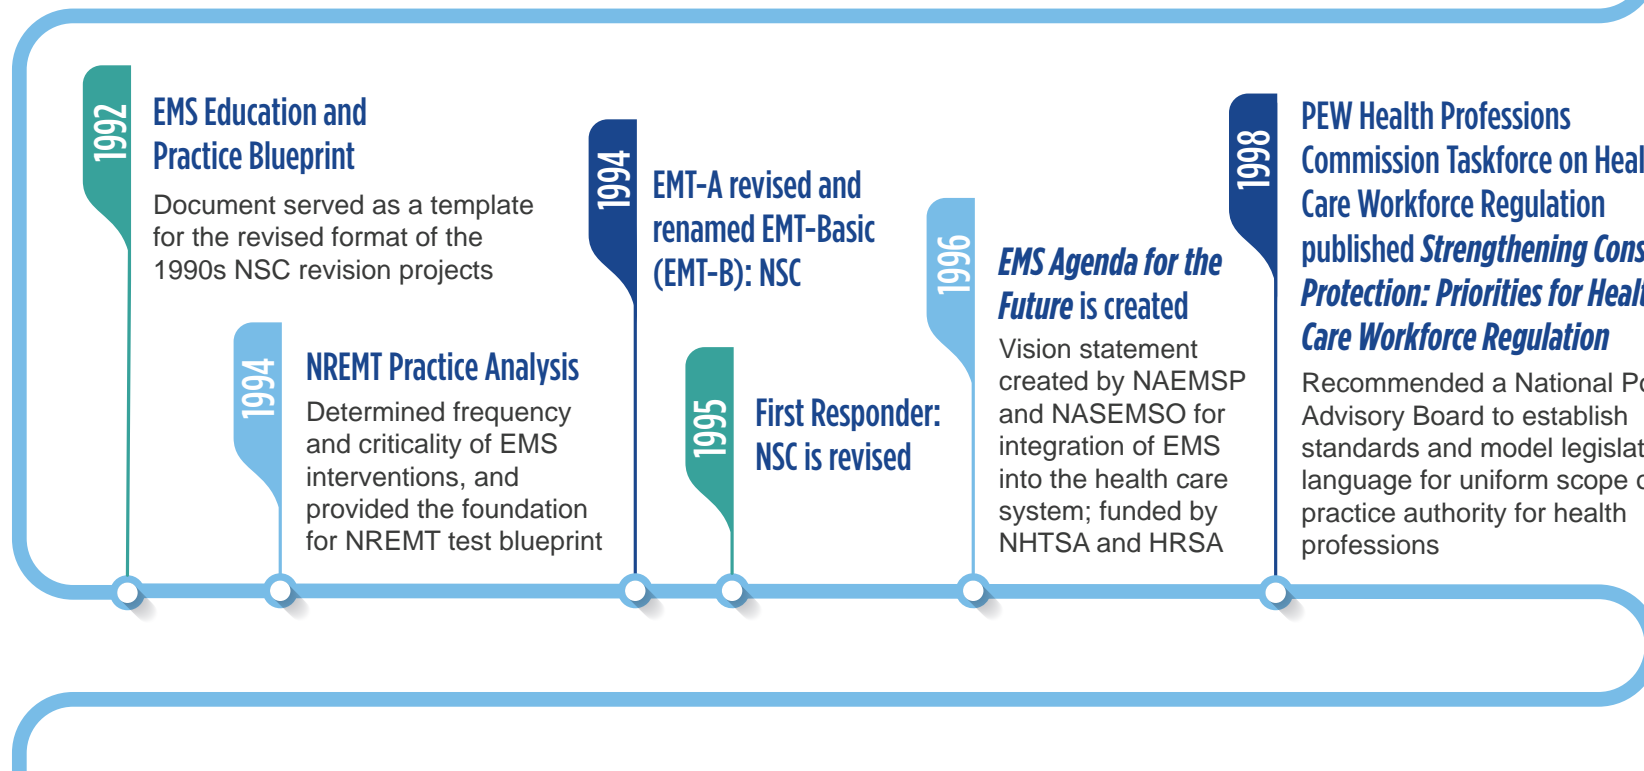 1992
EMS Education and
Practice Blueprint
Document served as a template
for the revised format of the
1990s NSC revision projects
1994
NREMT Practice Analysis
Determined frequency
and criticality of EMS
interventions, and
provided the foundation
for NREMT test blueprint
1994
EMT-A revised and
renamed EMT-Basic
(EMT-B): NSC
1995
First Responder:
NSC is revised
1996
EMS Agenda for the
Future is created
Vision statement
created by NAEMSP
and NASEMSO for
integration of EMS
into the health care
system; funded by
NHTSA and HRSA
1998
PEW Health Professions
Commission Taskforce on
Care Workforce Regulation
published Strengthening
Protection: Priorities for
Care Workforce Regulation
Recommended a National
Advisory Board to establish
standards and model
language for uniform scope
practice authority for health
professions